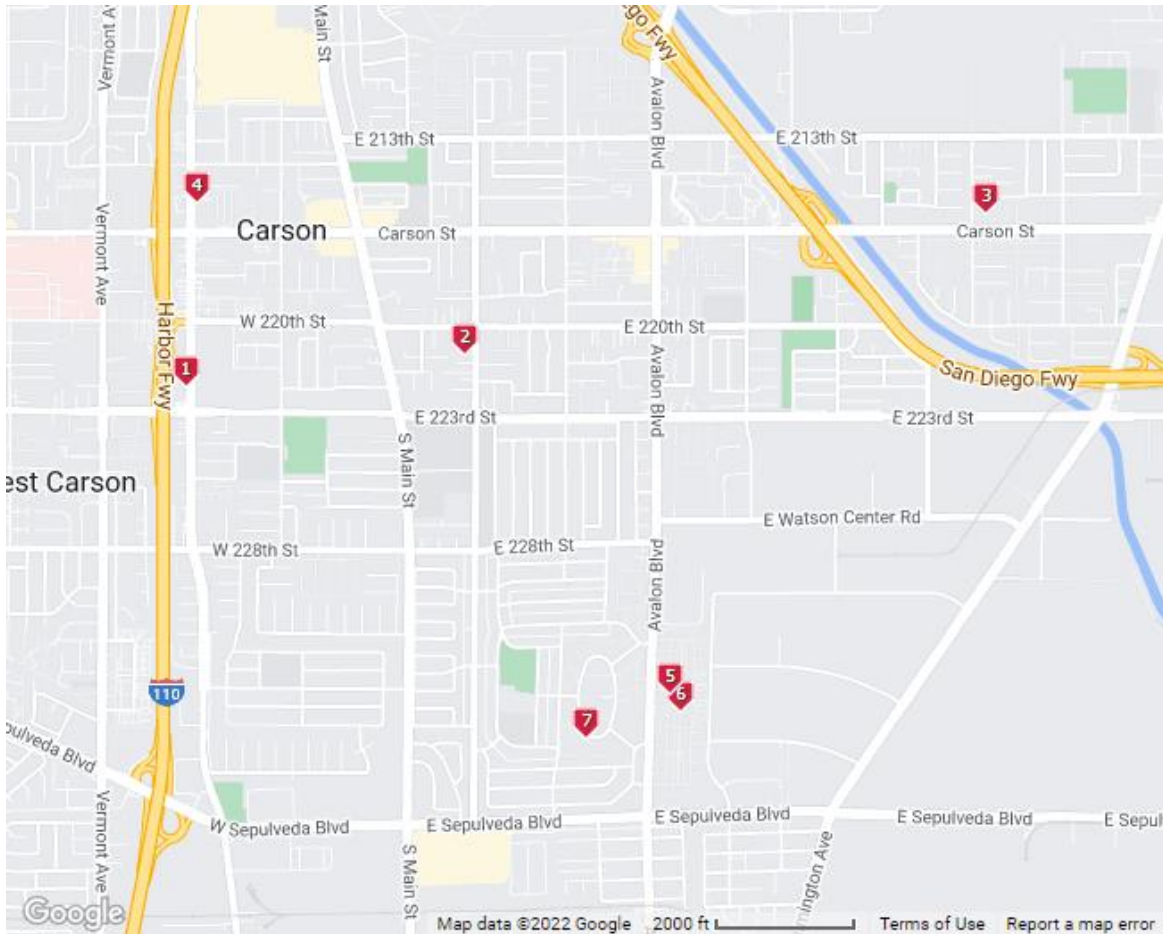 Vermont Av
Main St
ego Fwy
E 213th St
Avalon Blvd
E 213th St
4
3
Vermont Ave
Carson
Carson St
Carson St
Harbor Fwy
W 220th St
2
E 220th St
1
Avalon Blvd
San Diego Fwy
E 223rd St
E 223rd St
S Main St
est Carson
E Watson Center Rd
W 228th St
E 228th St
Avalon Blvd
5
6
110
7
pulveda Blvd
Vermont Ave
W Sepulveda Blvd
E Sepulveda Blvd
E Sepulveda Blvd
E Sepulveda Blvd
E Sepul
S Main St
mington Ave
Google
Map data ©2022 Google
2000 ft
Terms of Use
Report a map error